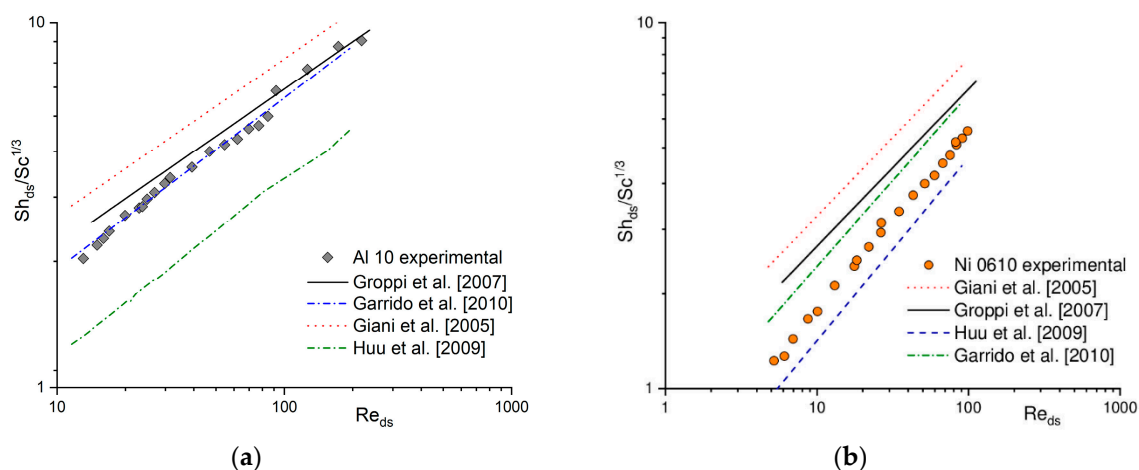 10
Sh_ds/Sc^1/3
1
10
100
1000
Re_ds
Al 10 experimental
Groppi et al. [2007]
Garrido et al. [2010]
Giani et al. [2005]
Huu et al. [2009]
(a)
10
Sh_ds/Sc^1/3
1
1
10
100
1000
Re_ds
Ni 0610 experimental
Giani et al. [2005]
Groppi et al. [2007]
Huu et al. [2009]
Garrido et al. [2010]
(b)